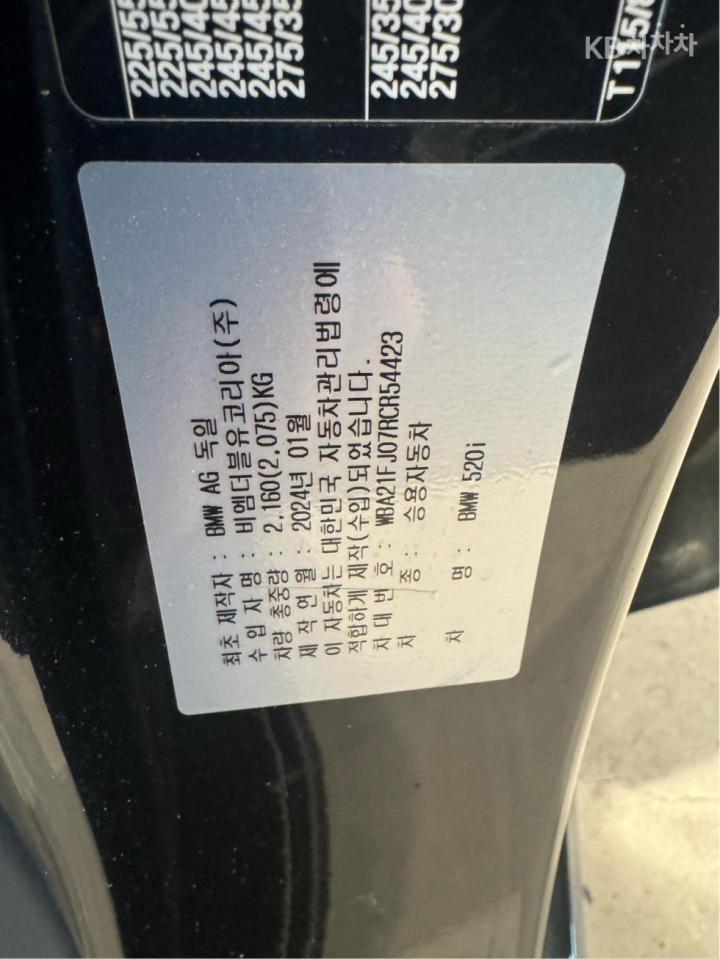 KB차차차
225/55
225/55
245/40
245/45
245/45
275/35
245/35
245/40
275/30
최초 제작자 : BMW AG 독일
수 입 자 명 : 비엠더블유코리아(주)
차량 총중량 : 2,160(2,075)KG
제 작 연 월 : 2024년 01월
이 자동차는 대한민국 자동차관리법령에
적합하게 제작(수입)되었습니다.
차 대 번 호 : WBA21FJ07RCR54423
차 종 : 승용자동차
차 명 : BMW 520i